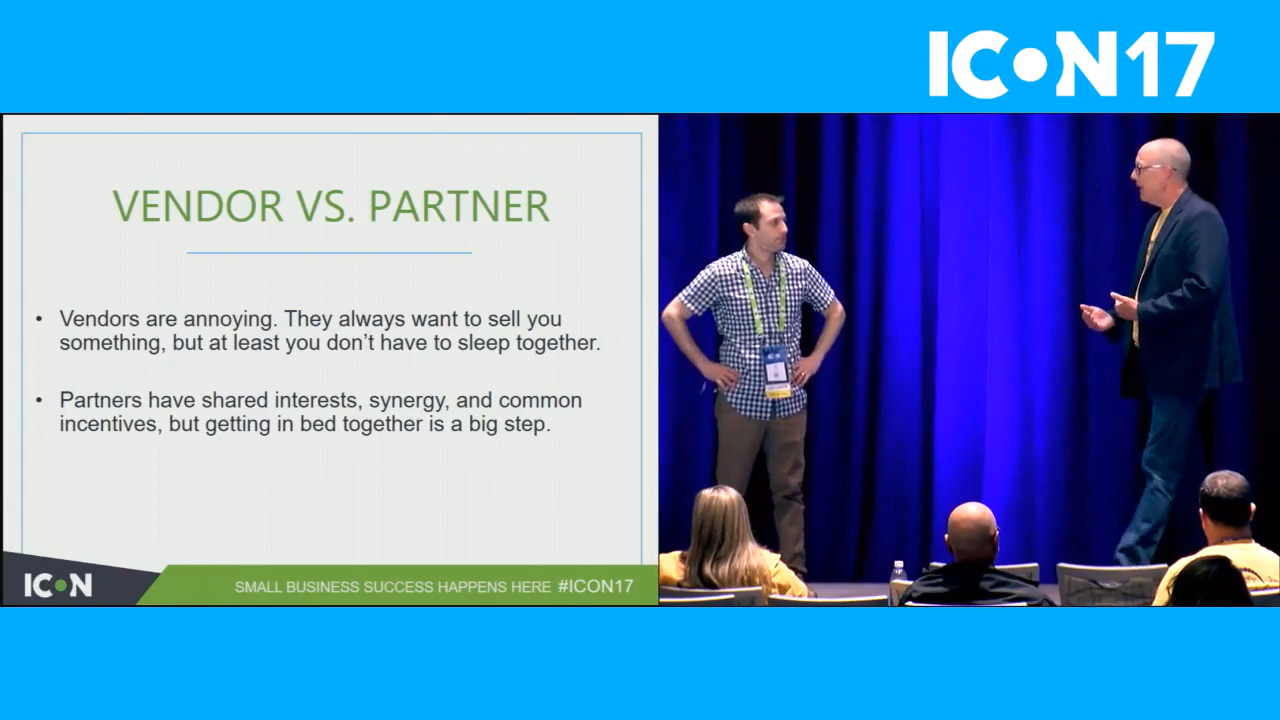 ICON17
VENDOR VS. PARTNER
• Vendors are annoying. They always want to sell you
something, but at least you don’t have to sleep together.
• Partners have shared interests, synergy, and common
incentives, but getting in bed together is a big step.
ICON
SMALL BUSINESS SUCCESS HAPPENS HERE #ICON17